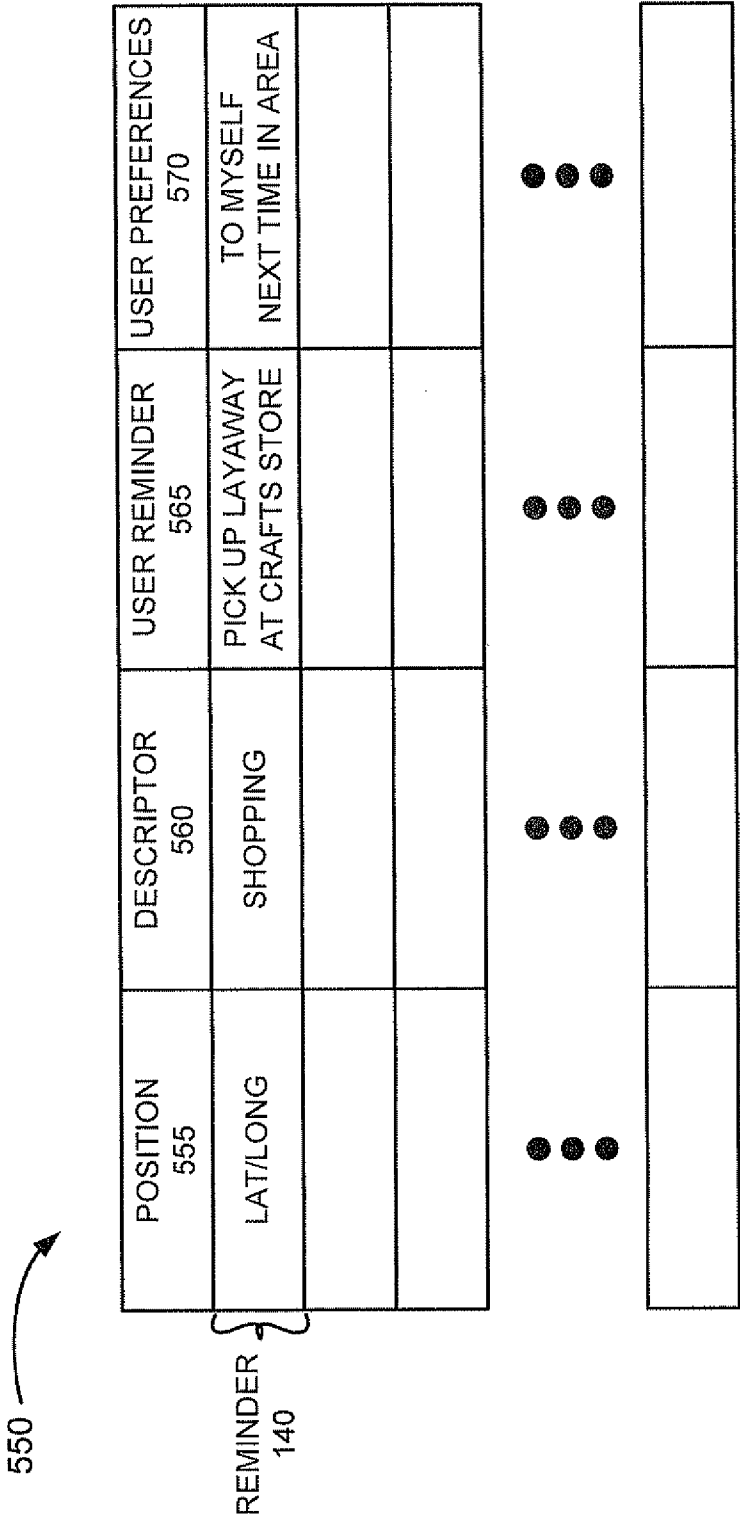 550
POSITION
555
DESCRIPTOR
560
USER REMINDER
565
USER PREFERENCES
570
REMINDER
140
LAT/LONG
SHOPPING
PICK UP LAYAWAY
AT CRAFTS STORE
TO MYSELF
NEXT TIME IN AREA